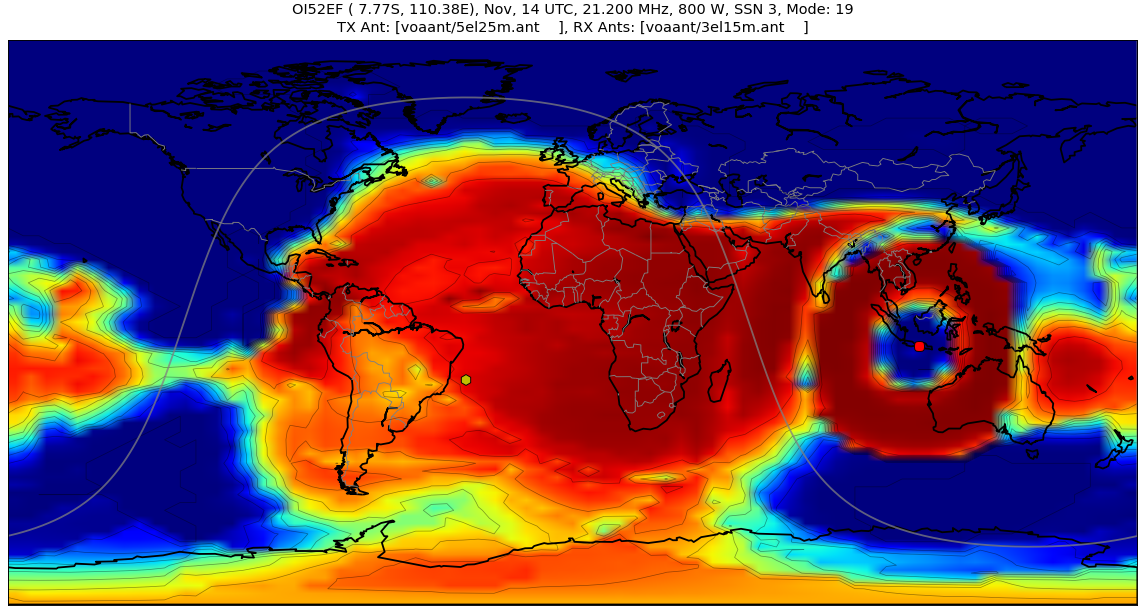 OI52EF ( 7.77S, 110.38E), Nov, 14 UTC, 21.200 MHz, 800 W, SSN 3, Mode: 19
TX Ant: [voaant/5el25m.ant    ], RX Ants: [voaant/3el15m.ant    ]